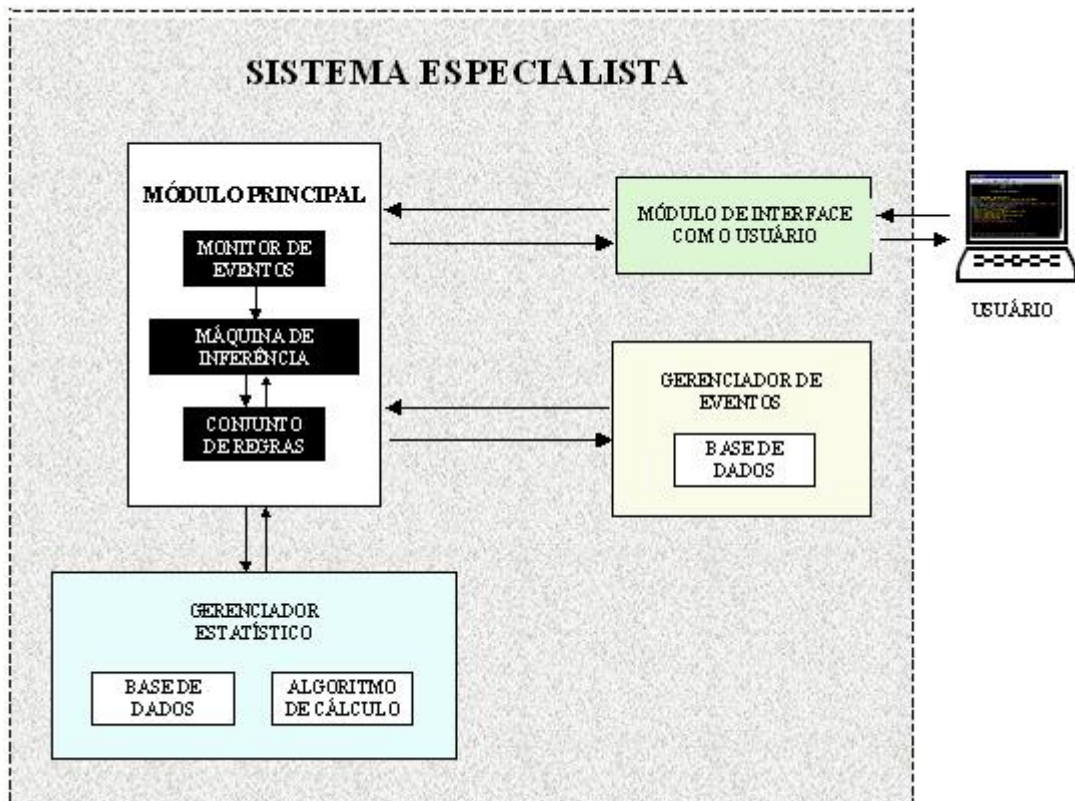 SISTEMA ESPECIALISTA
MÓDULO PRINCIPAL
MONITOR DE
EVENTOS
MÁQUINA DE
INFERÊNCIA
CONJUNTO
DE REGRAS
MÓDULO DE INTERFACE
COM O USUÁRIO
USUÁRIO
GERENCIADOR DE
EVENTOS
BASE DE
DADOS
GERENCIADOR
ESTATÍSTICO
BASE DE
DADOS
ALGORITMO
DE CÁLCULO